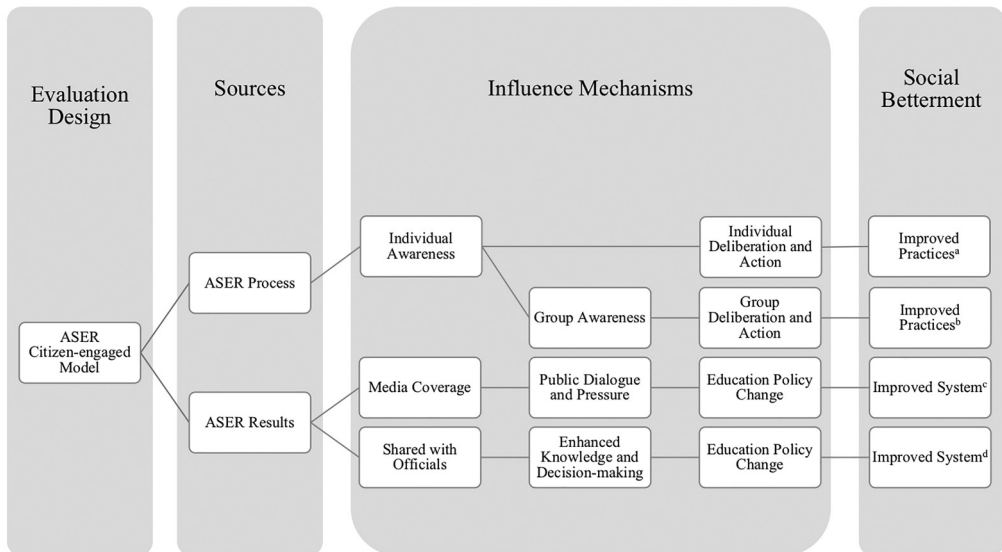 Evaluation
Design
Sources
Influence Mechanisms
Social
Betterment
ASER
Citizen-engaged
Model
ASER Process
ASER Results
Individual
Awareness
Individual
Deliberation and
Action
Improved
Practicesᵃ
Group Awareness
Group
Deliberation and
Action
Improved
Practicesᵇ
Media Coverage
Public Dialogue
and Pressure
Education Policy
Change
Improved Systemᶜ
Shared with
Officials
Enhanced
Knowledge and
Decision-making
Education Policy
Change
Improved Systemᵈ